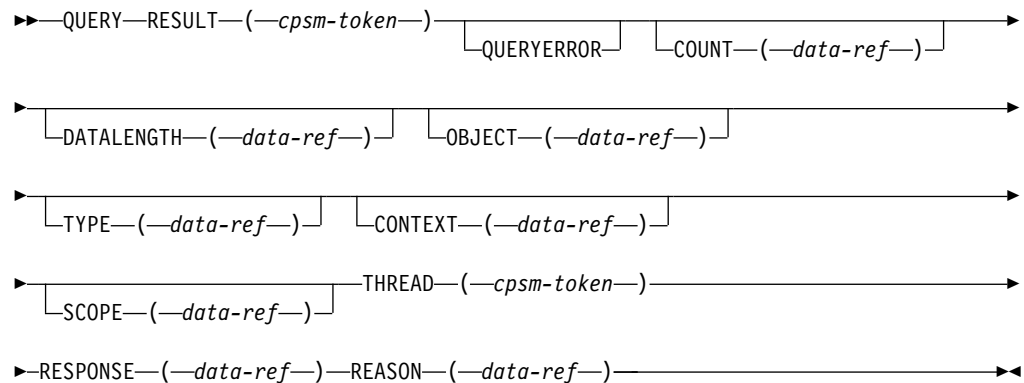 QUERY RESULT ( cpsm-token )
QUERYERROR COUNT ( data-ref )
DATALENGTH ( data-ref ) OBJECT ( data-ref )
TYPE ( data-ref ) CONTEXT ( data-ref )
THREAD ( cpsm-token )
SCOPE ( data-ref )
RESPONSE ( data-ref ) REASON ( data-ref )